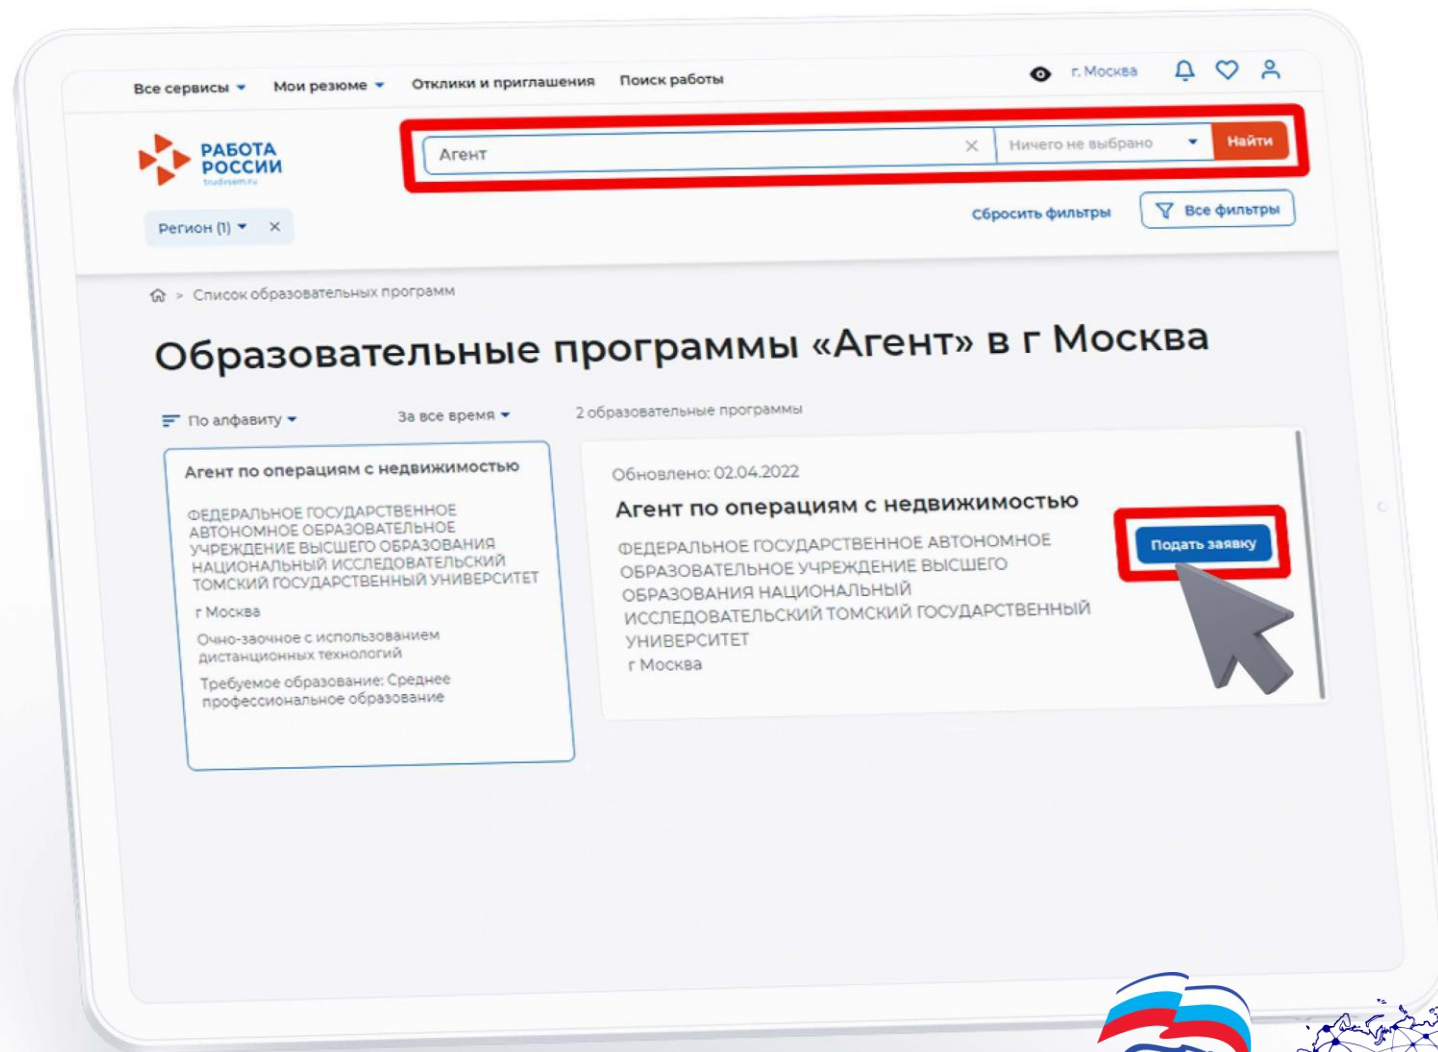 Все сервисы Мои резюме Отклики и приглашения Поиск работы г. Москва
РАБОТА
РОССИИ
trudvsem.ru
Агент Ничего не выбрано Найти
Регион (1) Сбросить фильтры Все фильтры
> Список образовательных программ
Образовательные программы «Агент» в г Москва
По алфавиту За все время 2 образовательные программы
Агент по операциям с недвижимостью
ФЕДЕРАЛЬНОЕ ГОСУДАРСТВЕННОЕ
АВТОНОМНОЕ ОБРАЗОВАТЕЛЬНОЕ
УЧРЕЖДЕНИЕ ВЫСШЕГО ОБРАЗОВАНИЯ
НАЦИОНАЛЬНЫЙ ИССЛЕДОВАТЕЛЬСКИЙ
ТОМСКИЙ ГОСУДАРСТВЕННЫЙ УНИВЕРСИТЕТ
г Москва
Очно-заочное с использованием
дистанционных технологий
Требуемое образование: Среднее
профессиональное образование
Обновлено: 02.04.2022
Агент по операциям с недвижимостью
ФЕДЕРАЛЬНОЕ ГОСУДАРСТВЕННОЕ АВТОНОМНОЕ
ОБРАЗОВАТЕЛЬНОЕ УЧРЕЖДЕНИЕ ВЫСШЕГО
ОБРАЗОВАНИЯ НАЦИОНАЛЬНЫЙ
ИССЛЕДОВАТЕЛЬСКИЙ ТОМСКИЙ ГОСУДАРСТВЕННЫЙ
УНИВЕРСИТЕТ
г Москва
Подать заявку